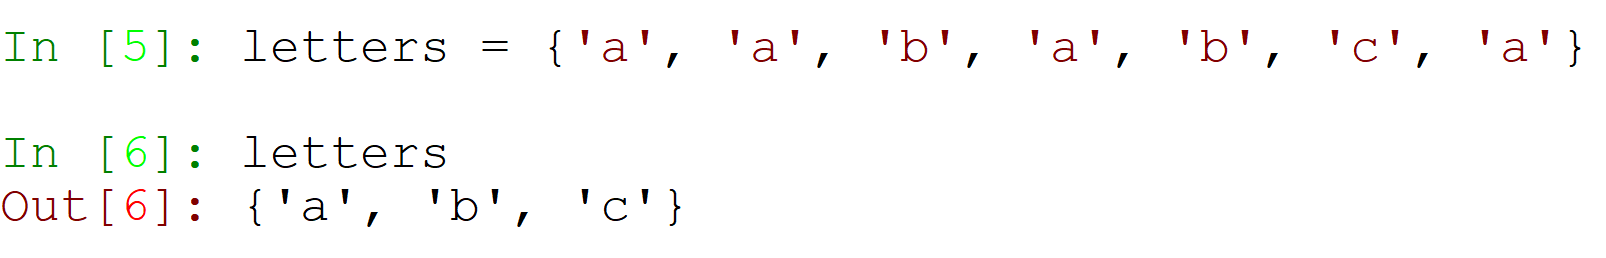 In [5]: letters = {'a', 'a', 'b', 'a', 'b', 'c', 'a'}
In [6]: letters
Out[6]: {'a', 'b', 'c'}